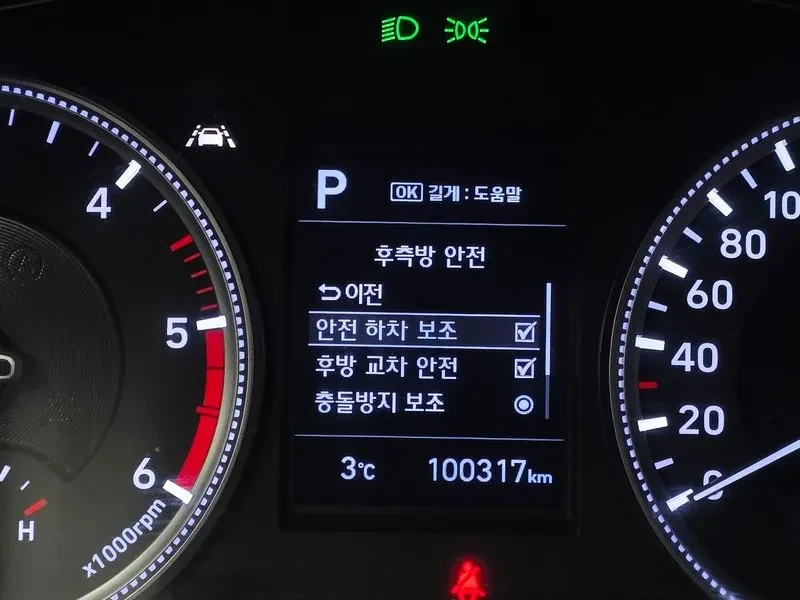 P
OK 길게 : 도움말
후측방 안전
이전
안전 하차 보조
후방 교차 안전
충돌방지 보조
3℃ 100317km
4
5
6
x1000rpm
H
80
60
40
20
0